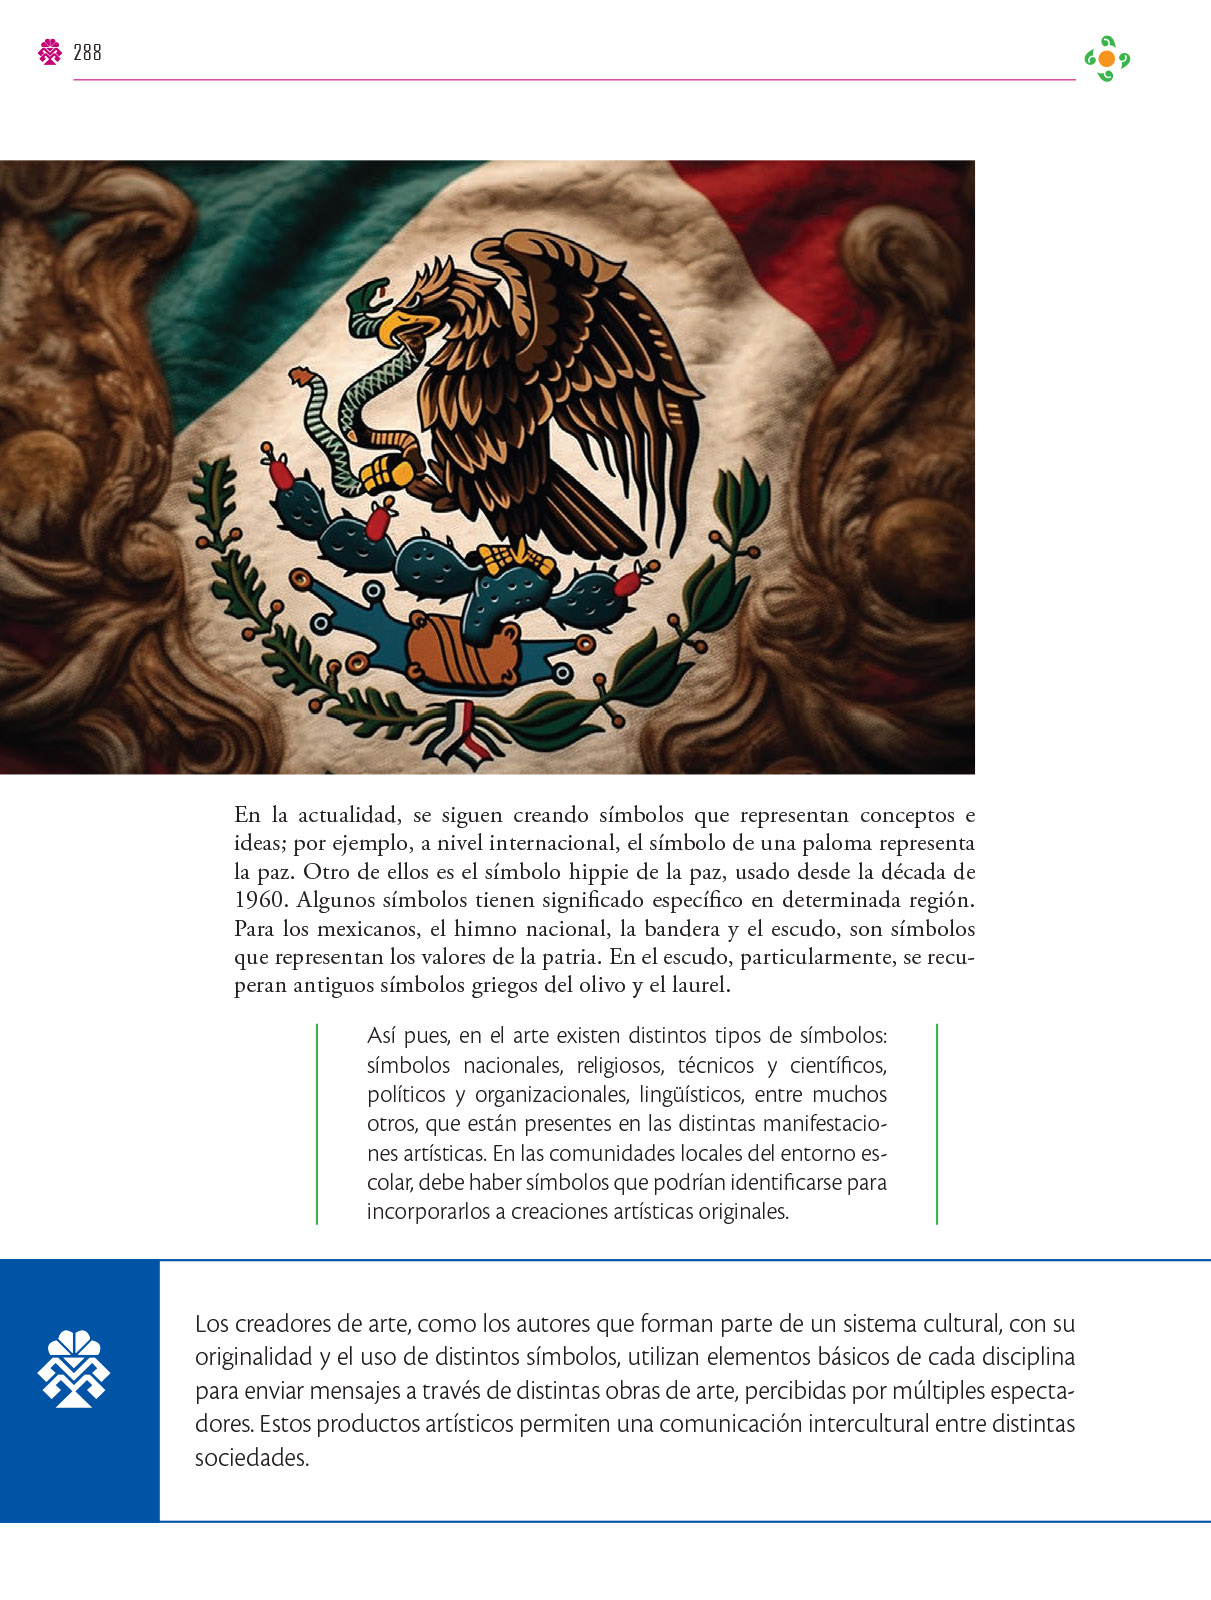 288
En la actualidad, se siguen creando símbolos que representan conceptos e
ideas; por ejemplo, a nivel internacional, el símbolo de una paloma representa
la paz. Otro de ellos es el símbolo hippie de la paz, usado desde la década de
1960. Algunos símbolos tienen significado específico en determinada región.
Para los mexicanos, el himno nacional, la bandera y el escudo, son símbolos
que representan los valores de la patria. En el escudo, particularmente, se recu-
peran antiguos símbolos griegos del olivo y el laurel.
Así pues, en el arte existen distintos tipos de símbolos:
símbolos nacionales, religiosos, técnicos y científicos,
políticos y organizacionales, lingüísticos, entre muchos
otros, que están presentes en las distintas manifestacio-
nes artísticas. En las comunidades locales del entorno es-
colar, debe haber símbolos que podrían identificarse para
incorporarlos a creaciones artísticas originales.
Los creadores de arte, como los autores que forman parte de un sistema cultural, con su
originalidad y el uso de distintos símbolos, utilizan elementos básicos de cada disciplina
para enviar mensajes a través de distintas obras de arte, percibidas por múltiples especta-
dores. Estos productos artísticos permiten una comunicación intercultural entre distintas
sociedades.